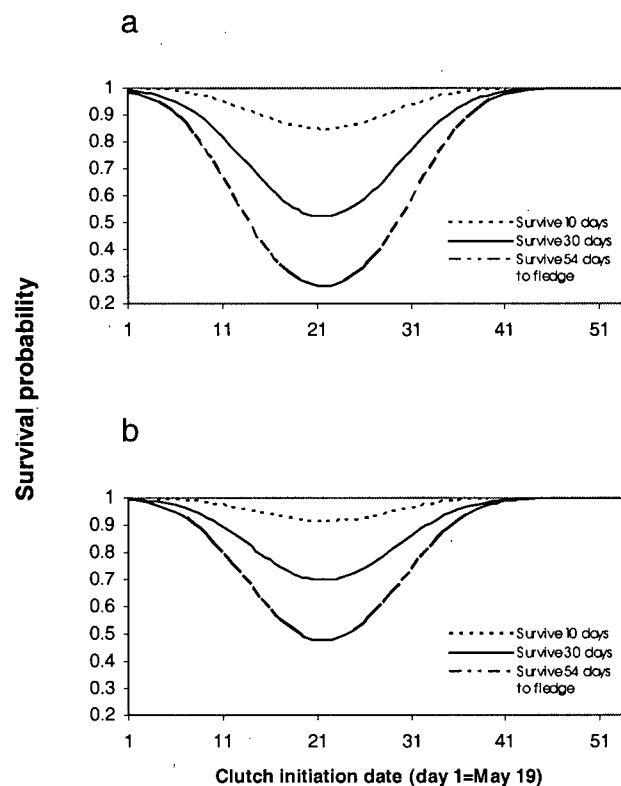 a
1
0.9
0.8
0.7
0.6
0.5
0.4
0.3
0.2
1 11 21 31 41 51
Survive 10 days
Survive 30 days
Survive 54 days
to fledge
Survival probability
b
1
0.9
0.8
0.7
0.6
0.5
0.4
0.3
0.2
1 11 21 31 41 51
Survive 10 days
Survive 30 days
Survive 54 days
to fledge
Clutch initiation date (day 1=May 19)